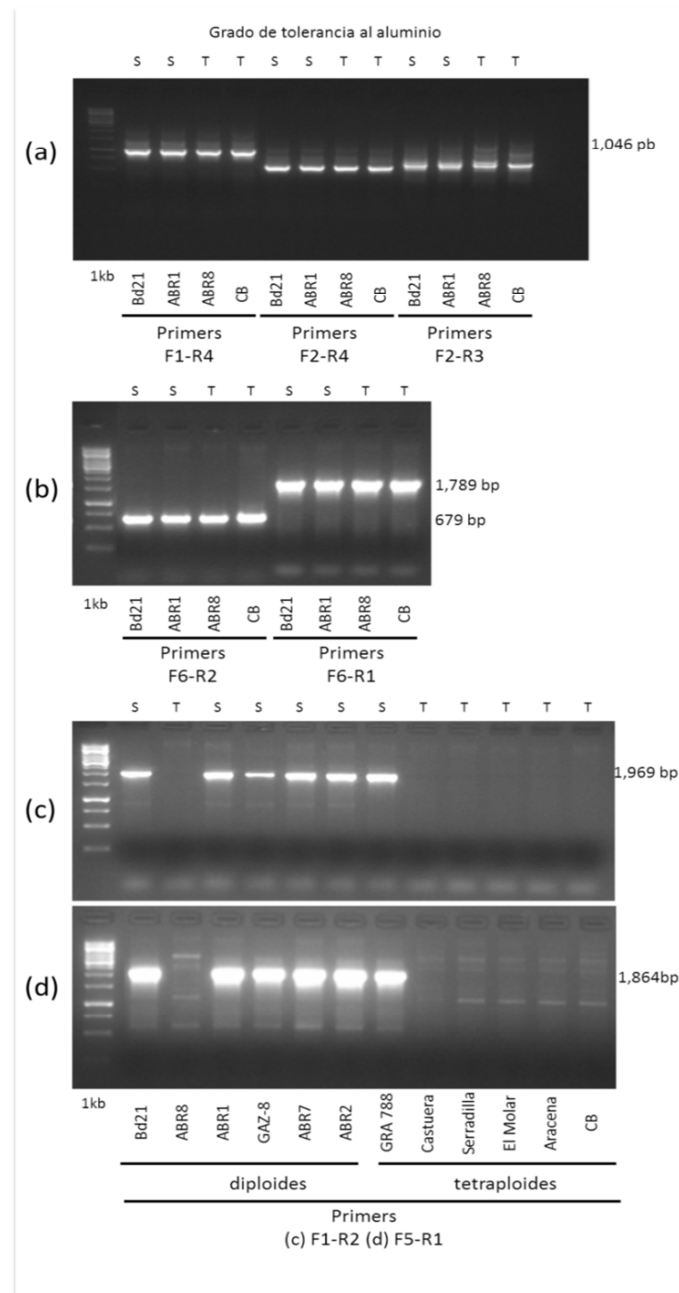 Grado de tolerancia al aluminio
S S T T S S T T S S T T
(a)
1,046 pb
1kb Bd21 ABR1 ABR8 CB Bd21 ABR1 ABR8 CB Bd21 ABR1 ABR8 CB
Primers Primers Primers
F1-R4 F2-R4 F2-R3
S S T T S S T T
(b)
1,789 bp
679 bp
1kb Bd21 ABR1 ABR8 CB Bd21 ABR1 ABR8 CB
Primers Primers
F6-R2 F6-R1
S T S S S S S T T T T T
1,969 bp
(c)
(d)
1,864bp
1kb Bd21 ABR8 ABR1 GAZ-8 ABR7 ABR2 GRA 788 Castuera Serradilla El Molar Aracena CB
diploides tetraploides
Primers
(c) F1-R2 (d) F5-R1